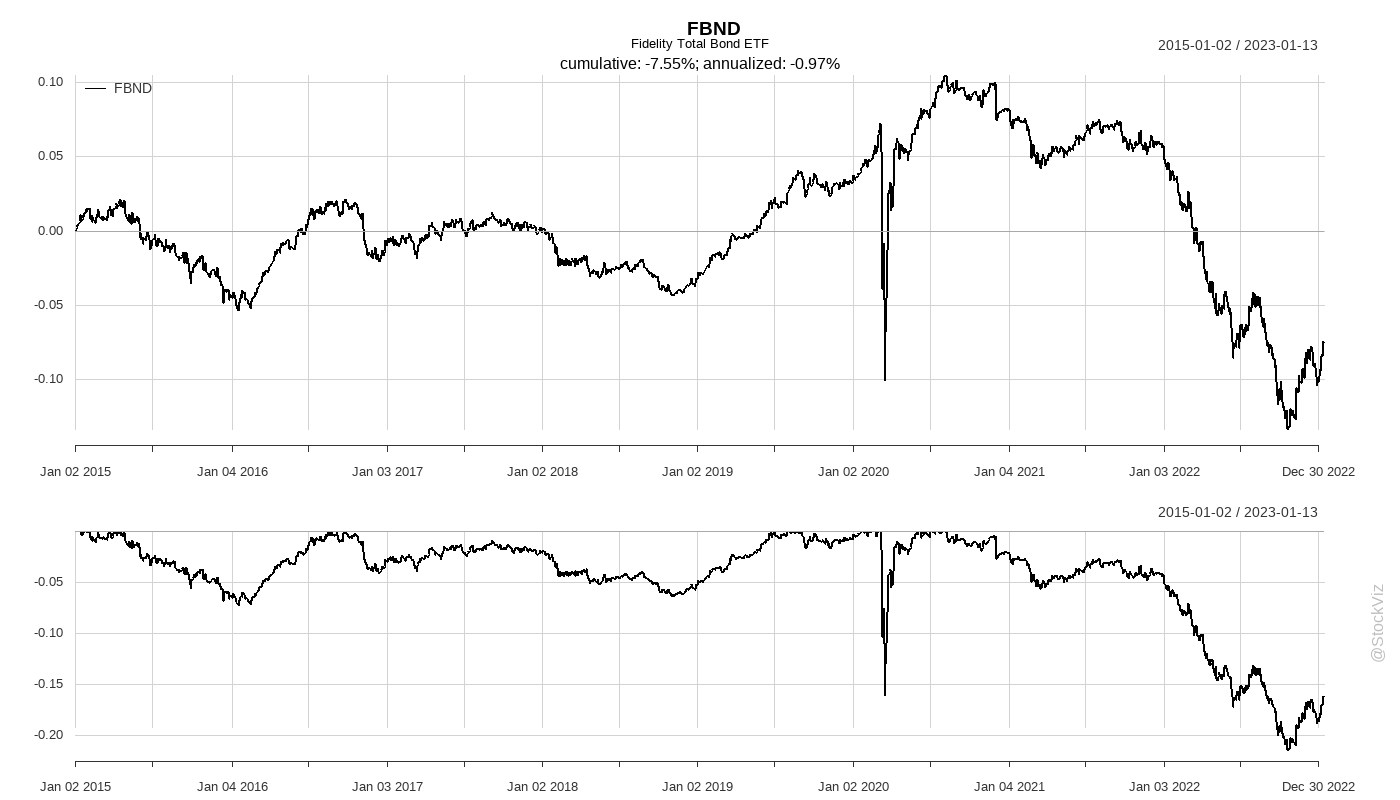 FBND
Fidelity Total Bond ETF
cumulative: -7.55%; annualized: -0.97%
2015-01-02 / 2023-01-13
FBND
0.10
0.05
0.00
-0.05
-0.10
Jan 02 2015 Jan 04 2016 Jan 03 2017 Jan 02 2018 Jan 02 2019 Jan 02 2020 Jan 04 2021 Jan 03 2022 Dec 30 2022
2015-01-02 / 2023-01-13
-0.05
-0.10
-0.15
-0.20
Jan 02 2015 Jan 04 2016 Jan 03 2017 Jan 02 2018 Jan 02 2019 Jan 02 2020 Jan 04 2021 Jan 03 2022 Dec 30 2022
@StockViz